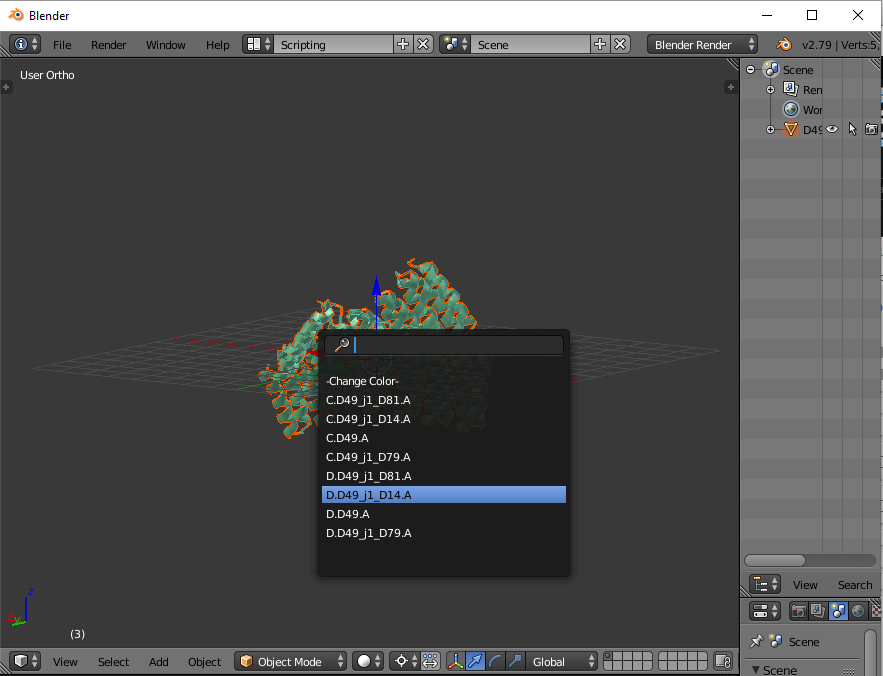 Blender
File Render Window Help Scripting Scene Blender Render v2.79 | Verts:5,
User Ortho
Scene
Ren
Wor
D49
-Change Color-
C.D49_j1_D81.A
C.D49_j1_D14.A
C.D49.A
C.D49_j1_D79.A
D.D49_j1_D81.A
D.D49_j1_D14.A
D.D49.A
D.D49_j1_D79.A
View Search
z
x y
(3)
Scene
View Select Add Object Object Mode Global
Scene